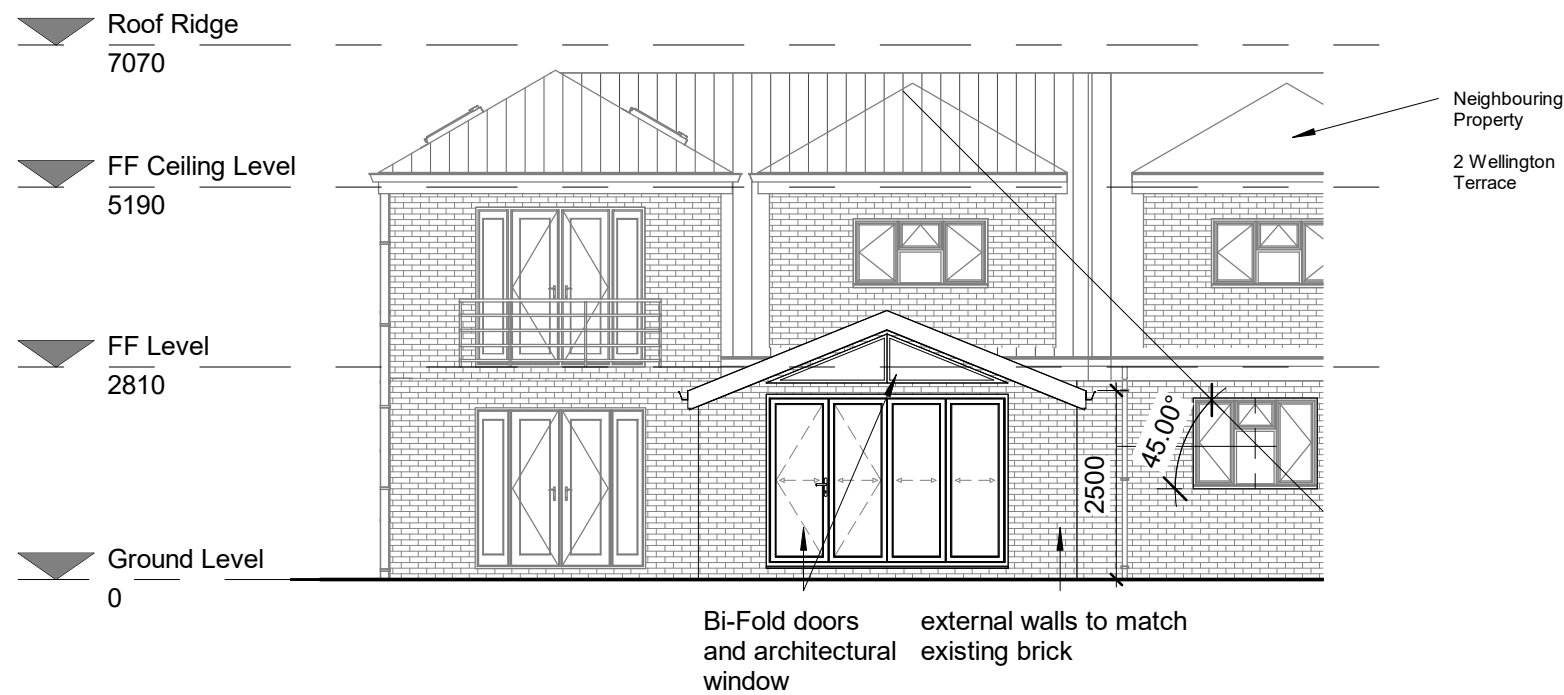 Roof Ridge
7070
Neighbouring
Property
2 Wellington
Terrace
FF Ceiling Level
5190
FF Level
2810
45.00°
2500
Ground Level
0
Bi-Fold doors
and architectural
window
external walls to match
existing brick